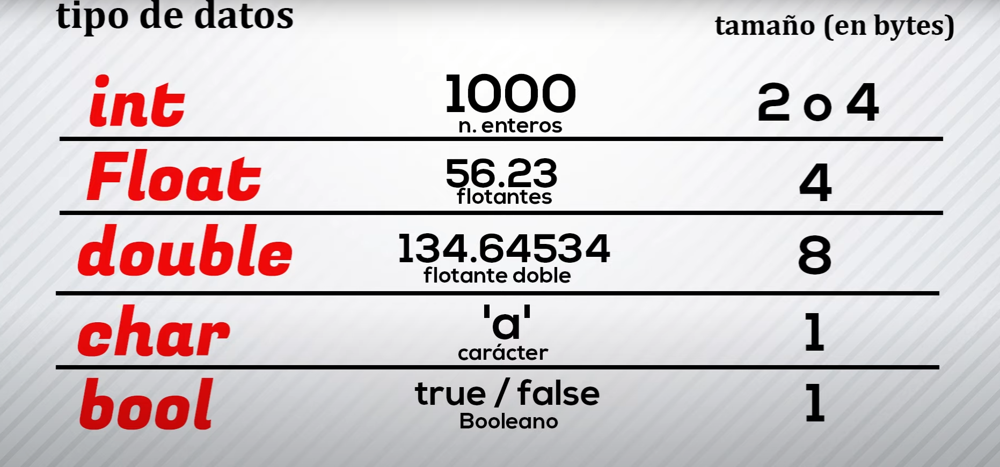 tipo de datos
tamaño (en bytes)
int
1000
n. enteros
2 o 4
Float
56.23
flotantes
4
double
134.64534
flotante doble
8
char
'a'
carácter
1
bool
true / false
Booleano
1